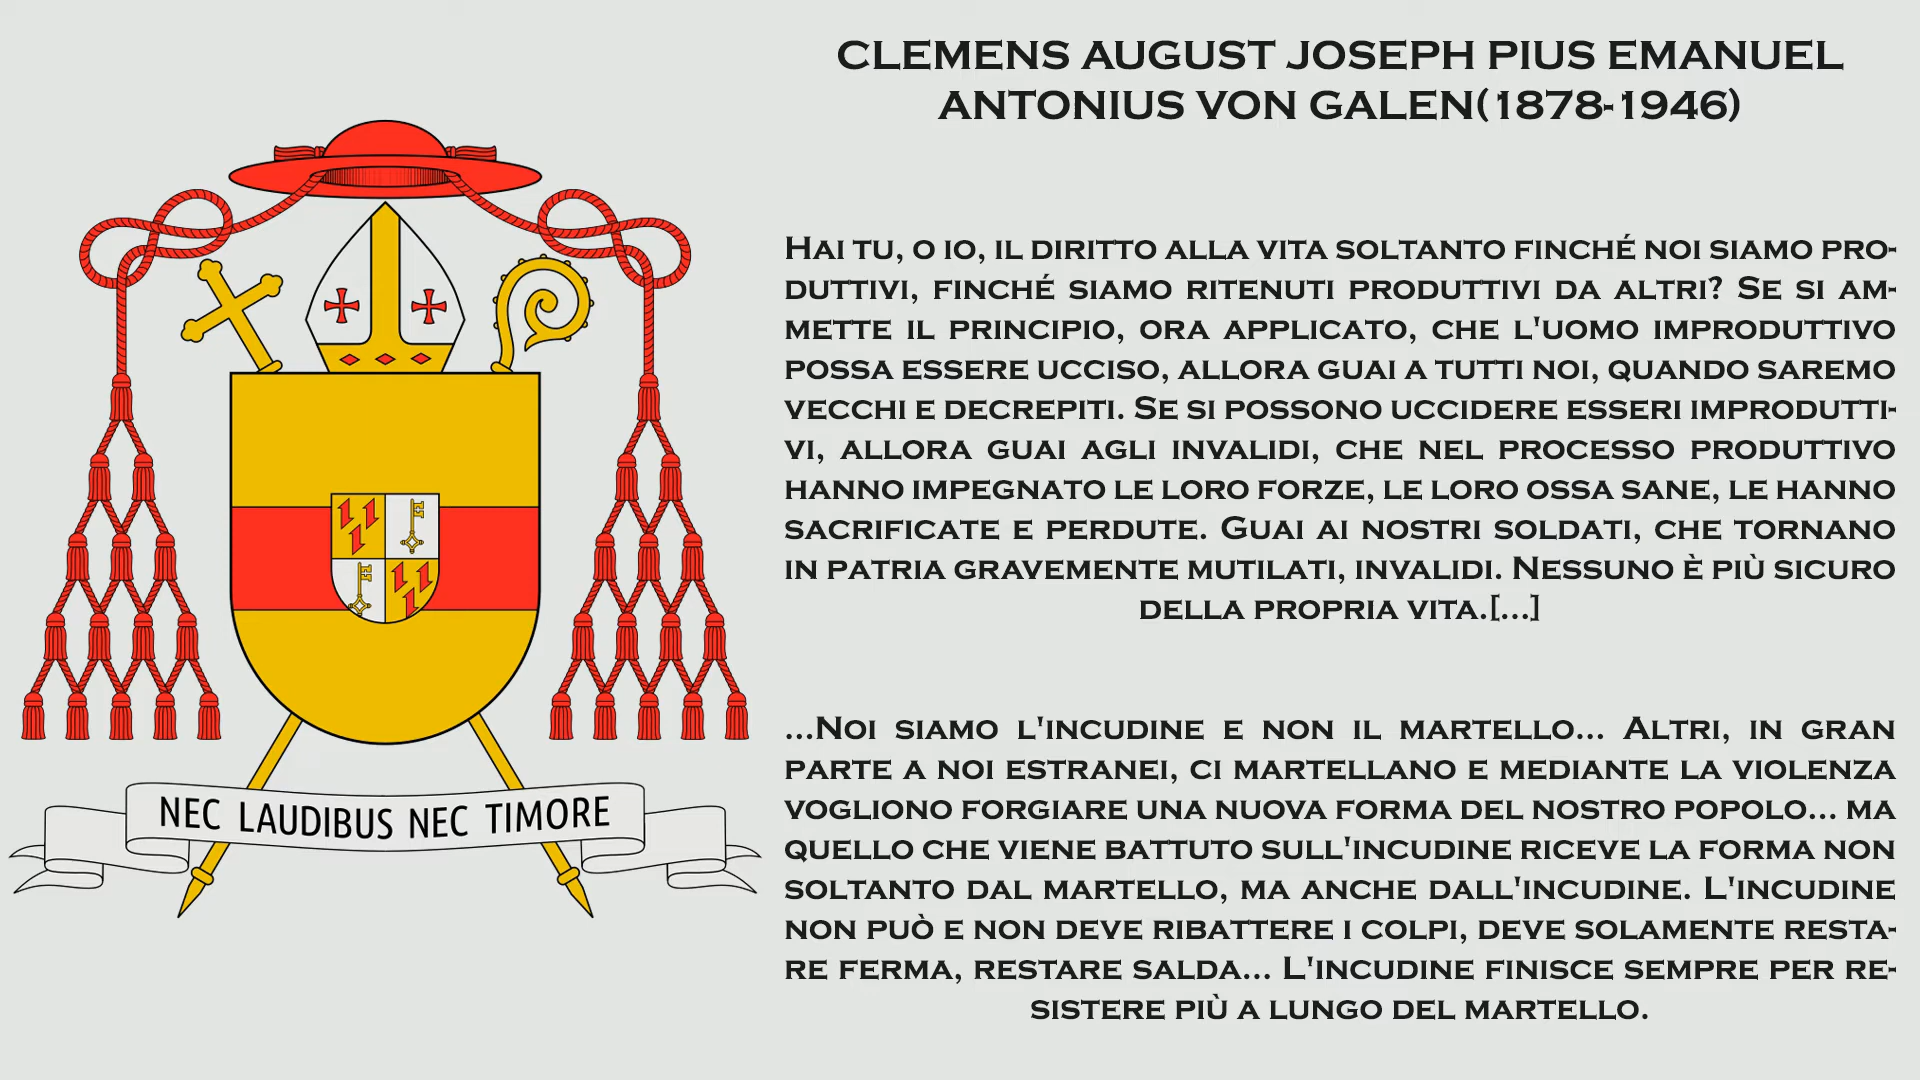 CLEMENS AUGUST JOSEPH PIUS EMANUEL
ANTONIUS VON GALEN(1878-1946)
HAI TU, O IO, IL DIRITTO ALLA VITA SOLTANTO FINCHÉ NOI SIAMO PRO-
DUTTIVI, FINCHÉ SIAMO RITENUTI PRODUTTIVI DA ALTRI? SE SI AM-
METTE IL PRINCIPIO, ORA APPLICATO, CHE L'UOMO IMPRODUTTIVO
POSSA ESSERE UCCISO, ALLORA GUAI A TUTTI NOI, QUANDO SAREMO
VECCHI E DECREPITI. SE SI POSSONO UCCIDERE ESSERI IMPRODUTTI-
VI, ALLORA GUAI AGLI INVALIDI, CHE NEL PROCESSO PRODUTTIVO
HANNO IMPEGNATO LE LORO FORZE, LE LORO OSSA SANE, LE HANNO
SACRIFICATE E PERDUTE. GUAI AI NOSTRI SOLDATI, CHE TORNANO
IN PATRIA GRAVEMENTE MUTILATI, INVALIDI. NESSUNO È PIÙ SICURO
DELLA PROPRIA VITA.[...]
...NOI SIAMO L'INCUDINE E NON IL MARTELLO... ALTRI, IN GRAN
PARTE A NOI ESTRANEI, CI MARTELLANO E MEDIANTE LA VIOLENZA
VOGLIONO FORGIARE UNA NUOVA FORMA DEL NOSTRO POPOLO... MA
QUELLO CHE VIENE BATTUTO SULL'INCUDINE RICEVE LA FORMA NON
SOLTANTO DAL MARTELLO, MA ANCHE DALL'INCUDINE. L'INCUDINE
NON PUÒ E NON DEVE RIBATTERE I COLPI, DEVE SOLAMENTE RESTA-
RE FERMA, RESTARE SALDA... L'INCUDINE FINISCE SEMPRE PER RE-
SISTERE PIÙ A LUNGO DEL MARTELLO.
NEC LAUDIBUS NEC TIMORE